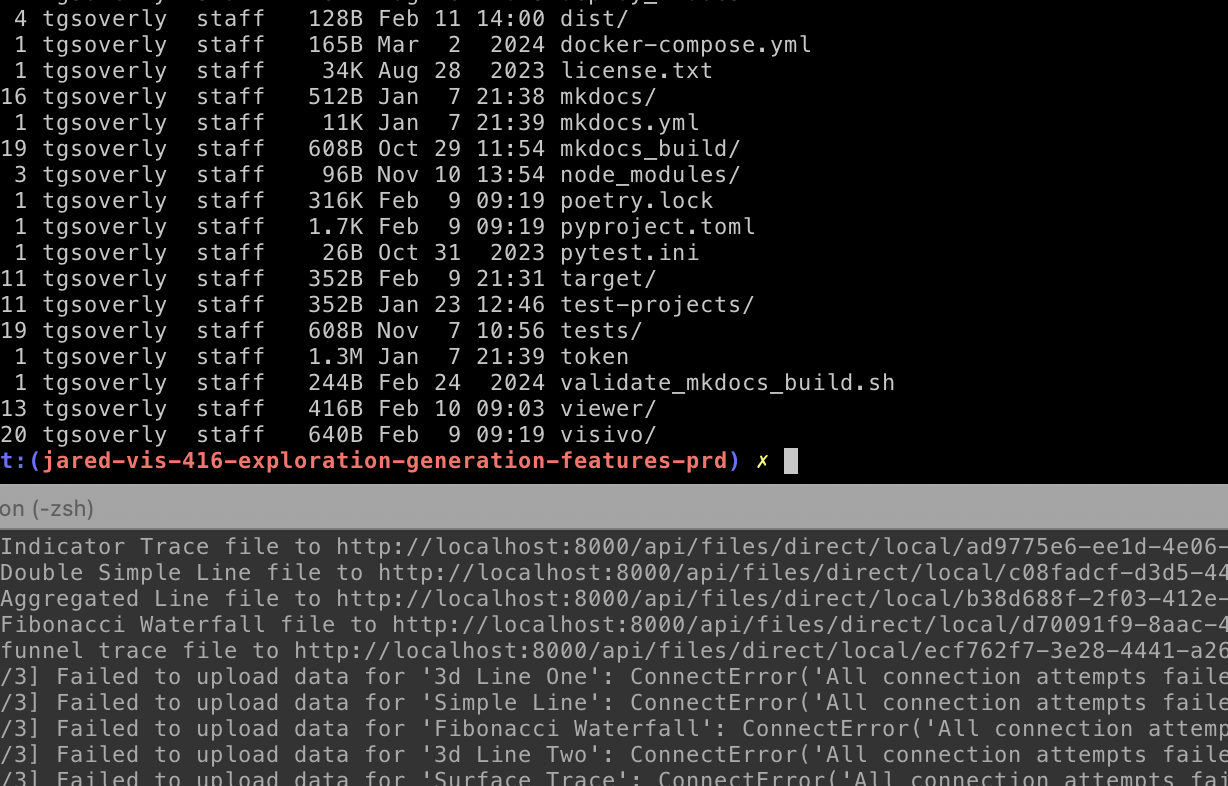 4 tgsoverly  staff   128B Feb 11 14:00 dist/
1 tgsoverly  staff   165B Mar  2  2024 docker-compose.yml
1 tgsoverly  staff    34K Aug 28  2023 license.txt
16 tgsoverly  staff   512B Jan  7 21:38 mkdocs/
1 tgsoverly  staff    11K Jan  7 21:39 mkdocs.yml
19 tgsoverly  staff   608B Oct 29 11:54 mkdocs_build/
3 tgsoverly  staff    96B Nov 10 13:54 node_modules/
1 tgsoverly  staff   316K Feb  9 09:19 poetry.lock
1 tgsoverly  staff   1.7K Feb  9 09:19 pyproject.toml
1 tgsoverly  staff    26B Oct 31  2023 pytest.ini
11 tgsoverly  staff   352B Feb  9 21:31 target/
11 tgsoverly  staff   352B Jan 23 12:46 test-projects/
19 tgsoverly  staff   608B Nov  7 10:56 tests/
1 tgsoverly  staff   1.3M Jan  7 21:39 token
1 tgsoverly  staff   244B Feb 24  2024 validate_mkdocs_build.sh
13 tgsoverly  staff   416B Feb 10 09:03 viewer/
20 tgsoverly  staff   640B Feb  9 09:19 visivo/
t:(jared-vis-416-exploration-generation-features-prd) ✗
on (-zsh)
Indicator Trace file to http://localhost:8000/api/files/direct/local/ad9775e6-ee1d-4e06-
Double Simple Line file to http://localhost:8000/api/files/direct/local/c08fadcf-d3d5-44
Aggregated Line file to http://localhost:8000/api/files/direct/local/b38d688f-2f03-412e-
Fibonacci Waterfall file to http://localhost:8000/api/files/direct/local/d70091f9-8aac-4
funnel trace file to http://localhost:8000/api/files/direct/local/ecf762f7-3e28-4441-a26
/3] Failed to upload data for '3d Line One': ConnectError('All connection attempts faile
/3] Failed to upload data for 'Simple Line': ConnectError('All connection attempts faile
/3] Failed to upload data for 'Fibonacci Waterfall': ConnectError('All connection attemp
/3] Failed to upload data for '3d Line Two': ConnectError('All connection attempts faile
/3] Failed to upload data for 'Surface Trace': ConnectError('All connection attempts fai